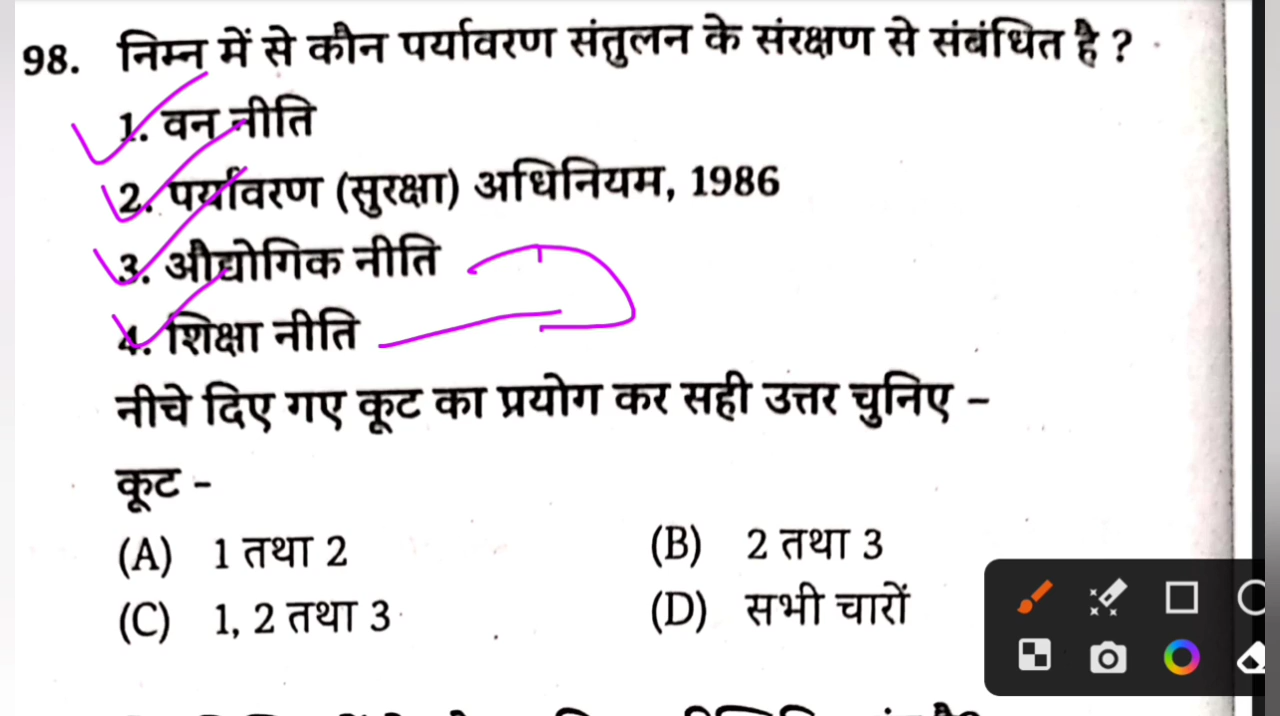 98. निम्न में से कौन पर्यावरण संतुलन के संरक्षण से संबंधित है ?
1. वन नीति
2. पर्यावरण (सुरक्षा) अधिनियम, 1986
3. औद्योगिक नीति
4. शिक्षा नीति
नीचे दिए गए कूट का प्रयोग कर सही उत्तर चुनिए –
कूट –
(A) 1 तथा 2 (B) 2 तथा 3
(C) 1, 2 तथा 3 (D) सभी चारों